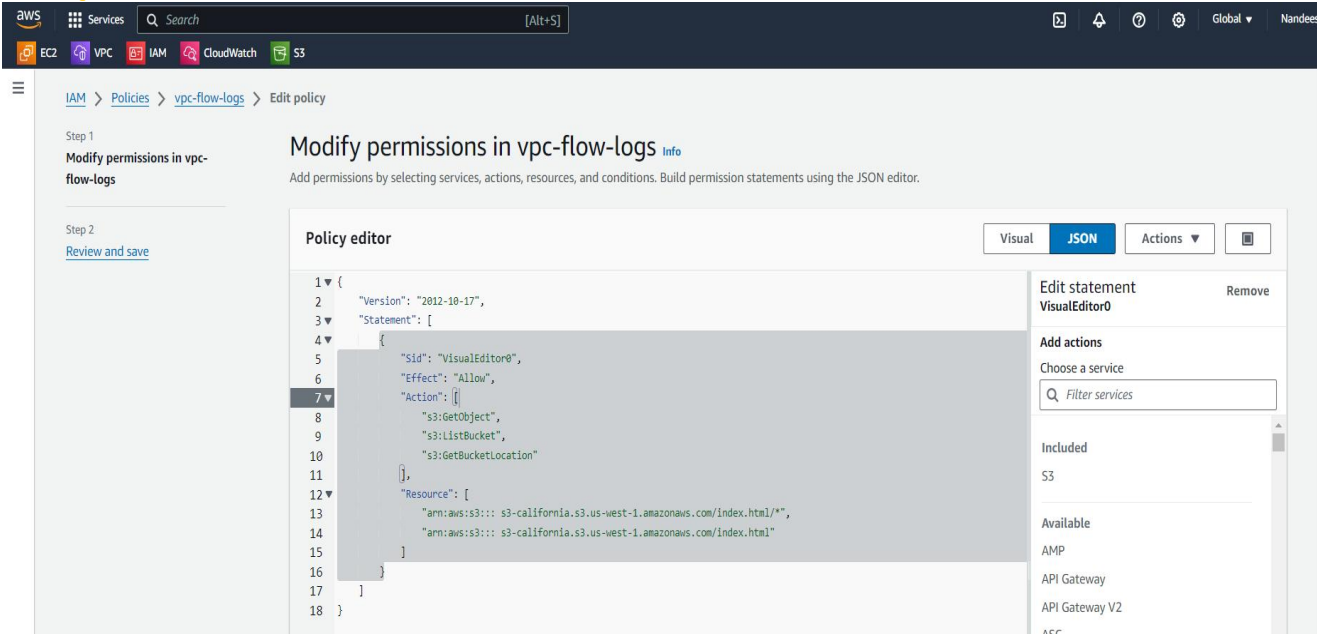 aws Services Search [Alt+S] Global Nandees
EC2 VPC IAM CloudWatch S3
IAM > Policies > vpc-flow-logs > Edit policy
Step 1
Modify permissions in vpc-
flow-logs
Step 2
Review and save
Modify permissions in vpc-flow-logs Info
Add permissions by selecting services, actions, resources, and conditions. Build permission statements using the JSON editor.
Policy editor
Visual JSON Actions
1 {
2 "Version": "2012-10-17",
3 "Statement": [
4 {
5 "Sid": "VisualEditor0",
6 "Effect": "Allow",
7 "Action": [
8 "s3:GetObject",
9 "s3:ListBucket",
10 "s3:GetBucketLocation"
11 ],
12 "Resource": [
13 "arn:aws:s3::: s3-california.s3.us-west-1.amazonaws.com/index.html/*",
14 "arn:aws:s3::: s3-california.s3.us-west-1.amazonaws.com/index.html"
15 ]
16 }
17 ]
18 }
Edit statement Remove
VisualEditor0
Add actions
Choose a service
Filter services
Included
S3
Available
AMP
API Gateway
API Gateway V2